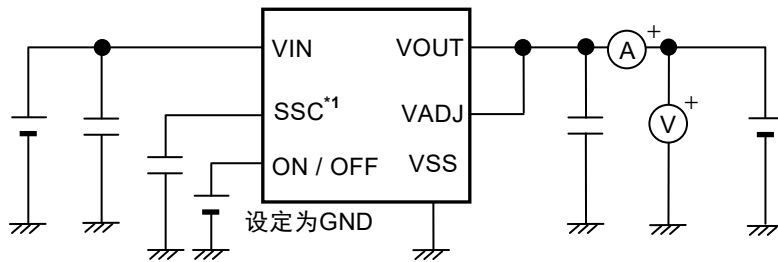 VIN
VOUT
A
+
SSC*1
VADJ
V
+
ON / OFF
VSS
设定为GND